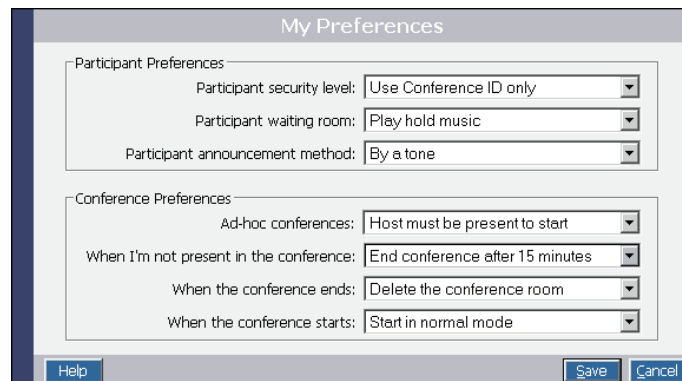 My Preferences
Participant Preferences
Participant security level: Use Conference ID only
Participant waiting room: Play hold music
Participant announcement method: By a tone
Conference Preferences
Ad-hoc conferences: Host must be present to start
When I'm not present in the conference: End conference after 15 minutes
When the conference ends: Delete the conference room
When the conference starts: Start in normal mode
Help Save Cancel